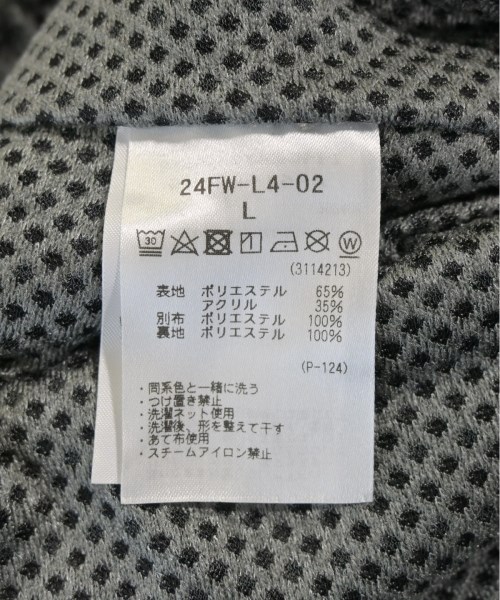 24FW-L4-02
L
30
W
(3114213)
表地 ポリエステル 65%
アクリル 35%
別布 ポリエステル 100%
裏地 ポリエステル 100%
(P-124)
・同系色と一緒に洗う
・つけ置き禁止
・洗濯ネット使用
・洗濯後、形を整えて干す
・あて布使用
・スチームアイロン禁止